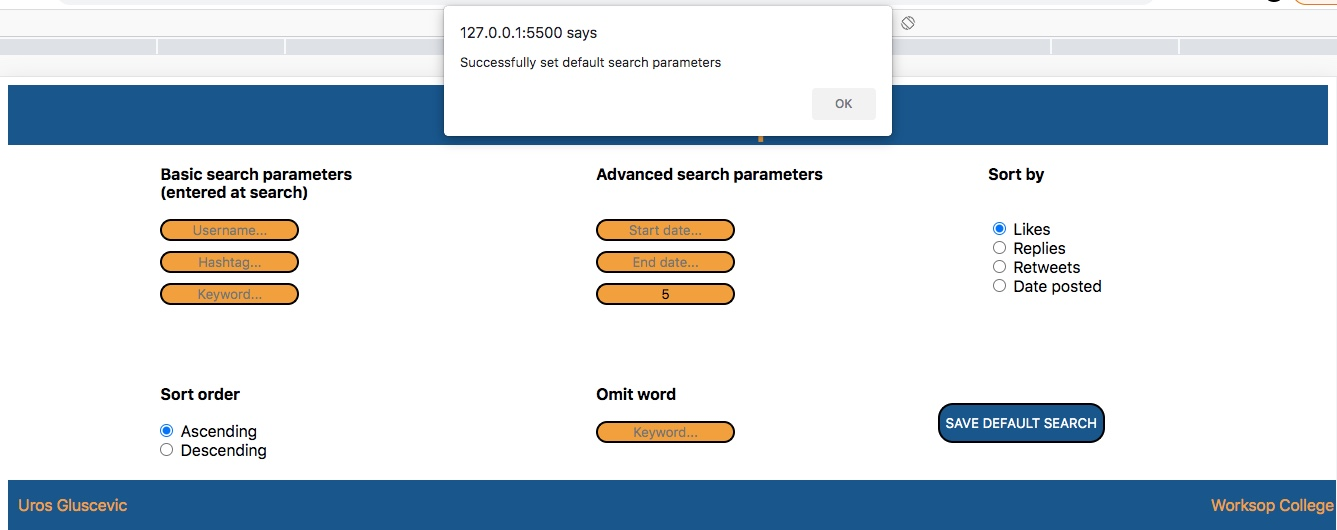 127.0.0.1:5500 says
Successfully set default search parameters
OK
Basic search parameters
(entered at search)
Username...
Hashtag...
Keyword...
Advanced search parameters
Start date...
End date...
5
Sort by
Likes
Replies
Retweets
Date posted
Sort order
Ascending
Descending
Omit word
Keyword...
SAVE DEFAULT SEARCH
Uros Gluscevic
Worksop College